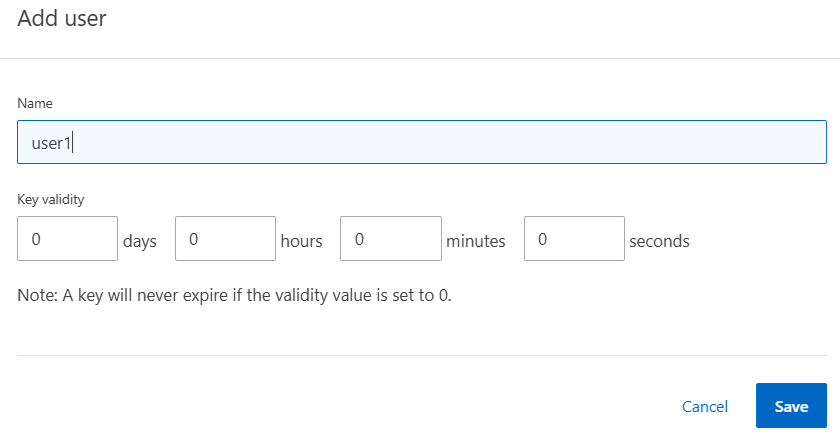 Add user
Name
user1
Key validity
0 days 0 hours 0 minutes 0 seconds
Note: A key will never expire if the validity value is set to 0.
Cancel Save